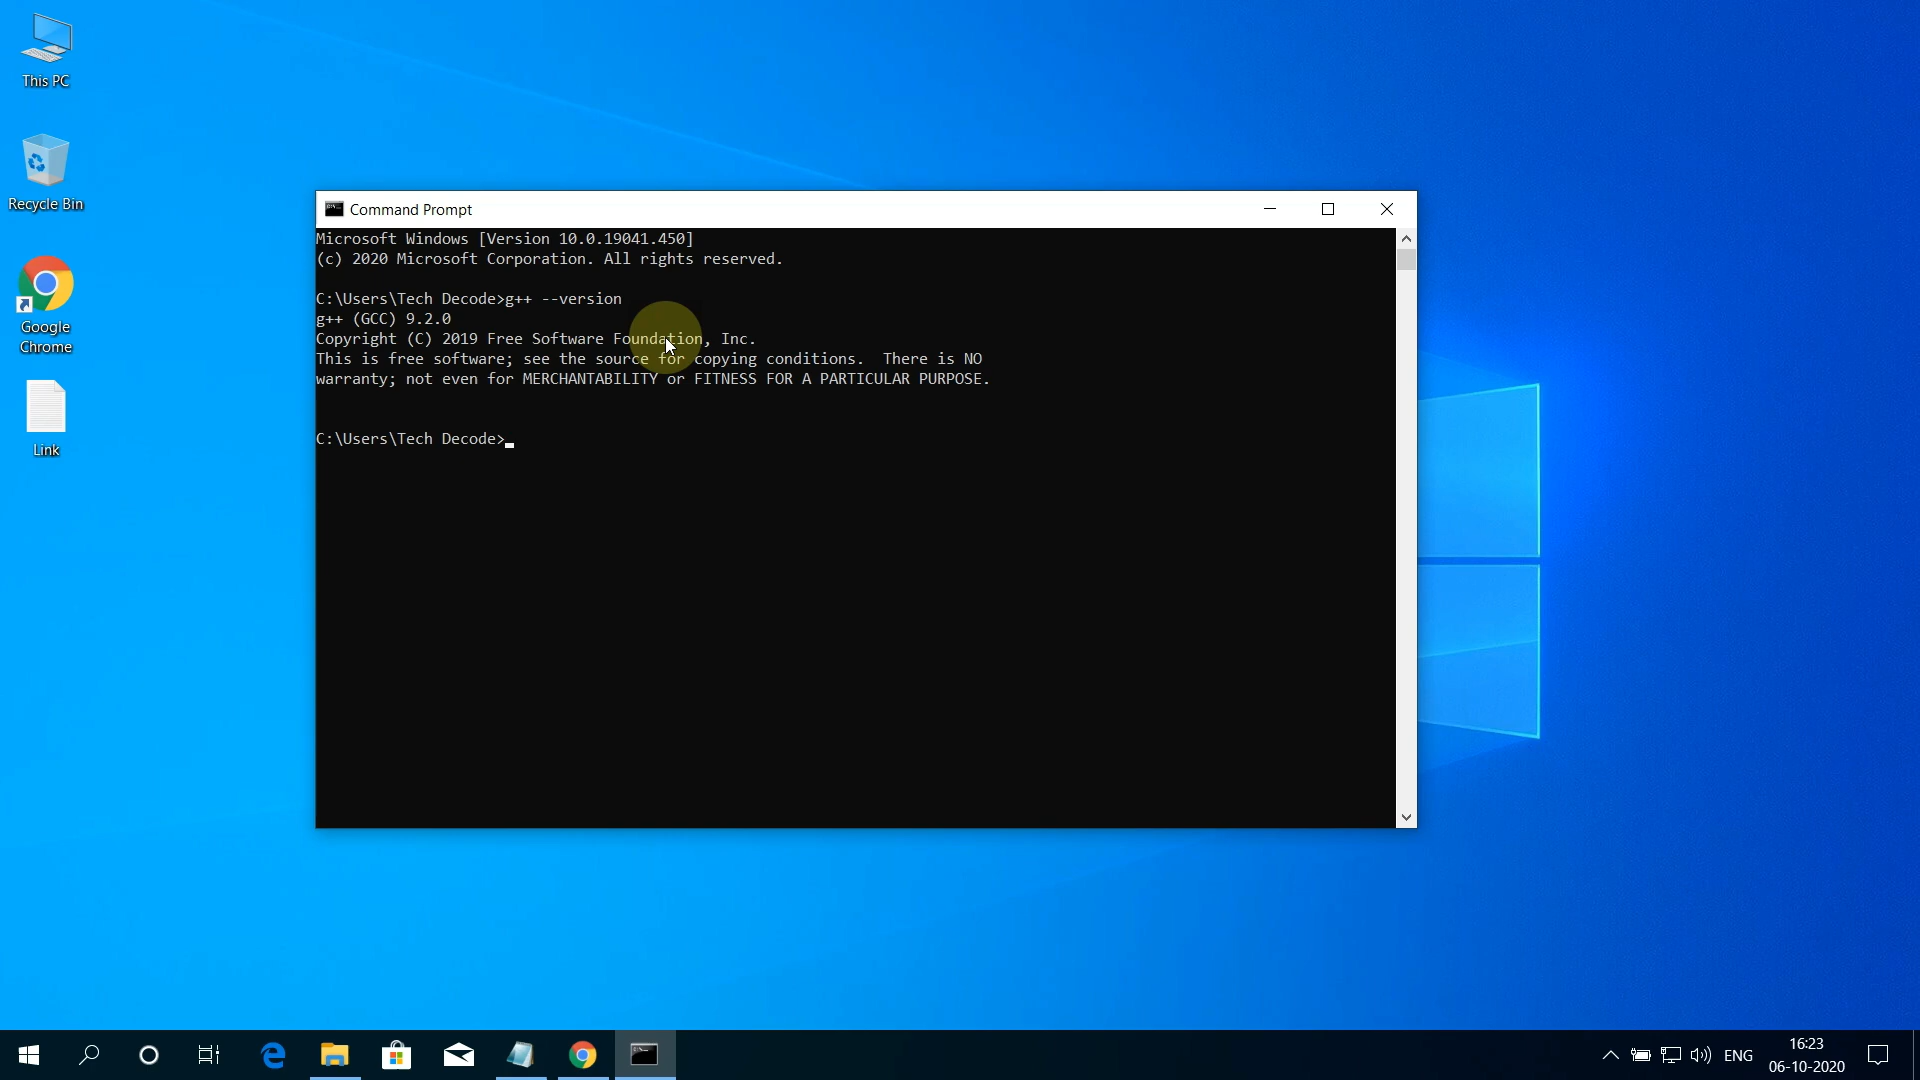 This PC
Recycle Bin
Google
Chrome
Link
Command Prompt
Microsoft Windows [Version 10.0.19041.450]
(c) 2020 Microsoft Corporation. All rights reserved.
C:\Users\Tech Decode>g++ --version
g++ (GCC) 9.2.0
Copyright (C) 2019 Free Software Foundation, Inc.
This is free software; see the source for copying conditions.  There is NO
warranty; not even for MERCHANTABILITY or FITNESS FOR A PARTICULAR PURPOSE.
C:\Users\Tech Decode>
ENG
16:23
06-10-2020